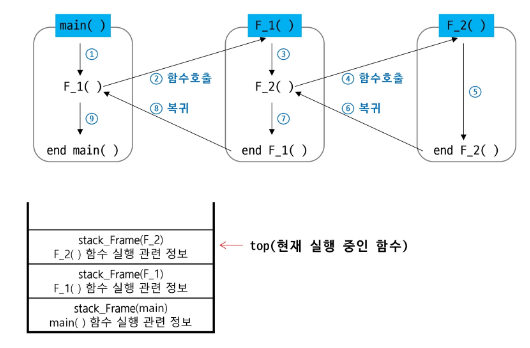 main( )
F_1( )
F_2( )
①
③
② 함수호출
④ 함수호출
F_1( )
F_2( )
⑤
⑧ 복귀
⑥ 복귀
⑨
⑦
end main( )
end F_1( )
end F_2( )
stack_Frame(F_2)
F_2( ) 함수 실행 관련 정보
top(현재 실행 중인 함수)
stack_Frame(F_1)
F_1( ) 함수 실행 관련 정보
stack_Frame(main)
main( ) 함수 실행 관련 정보